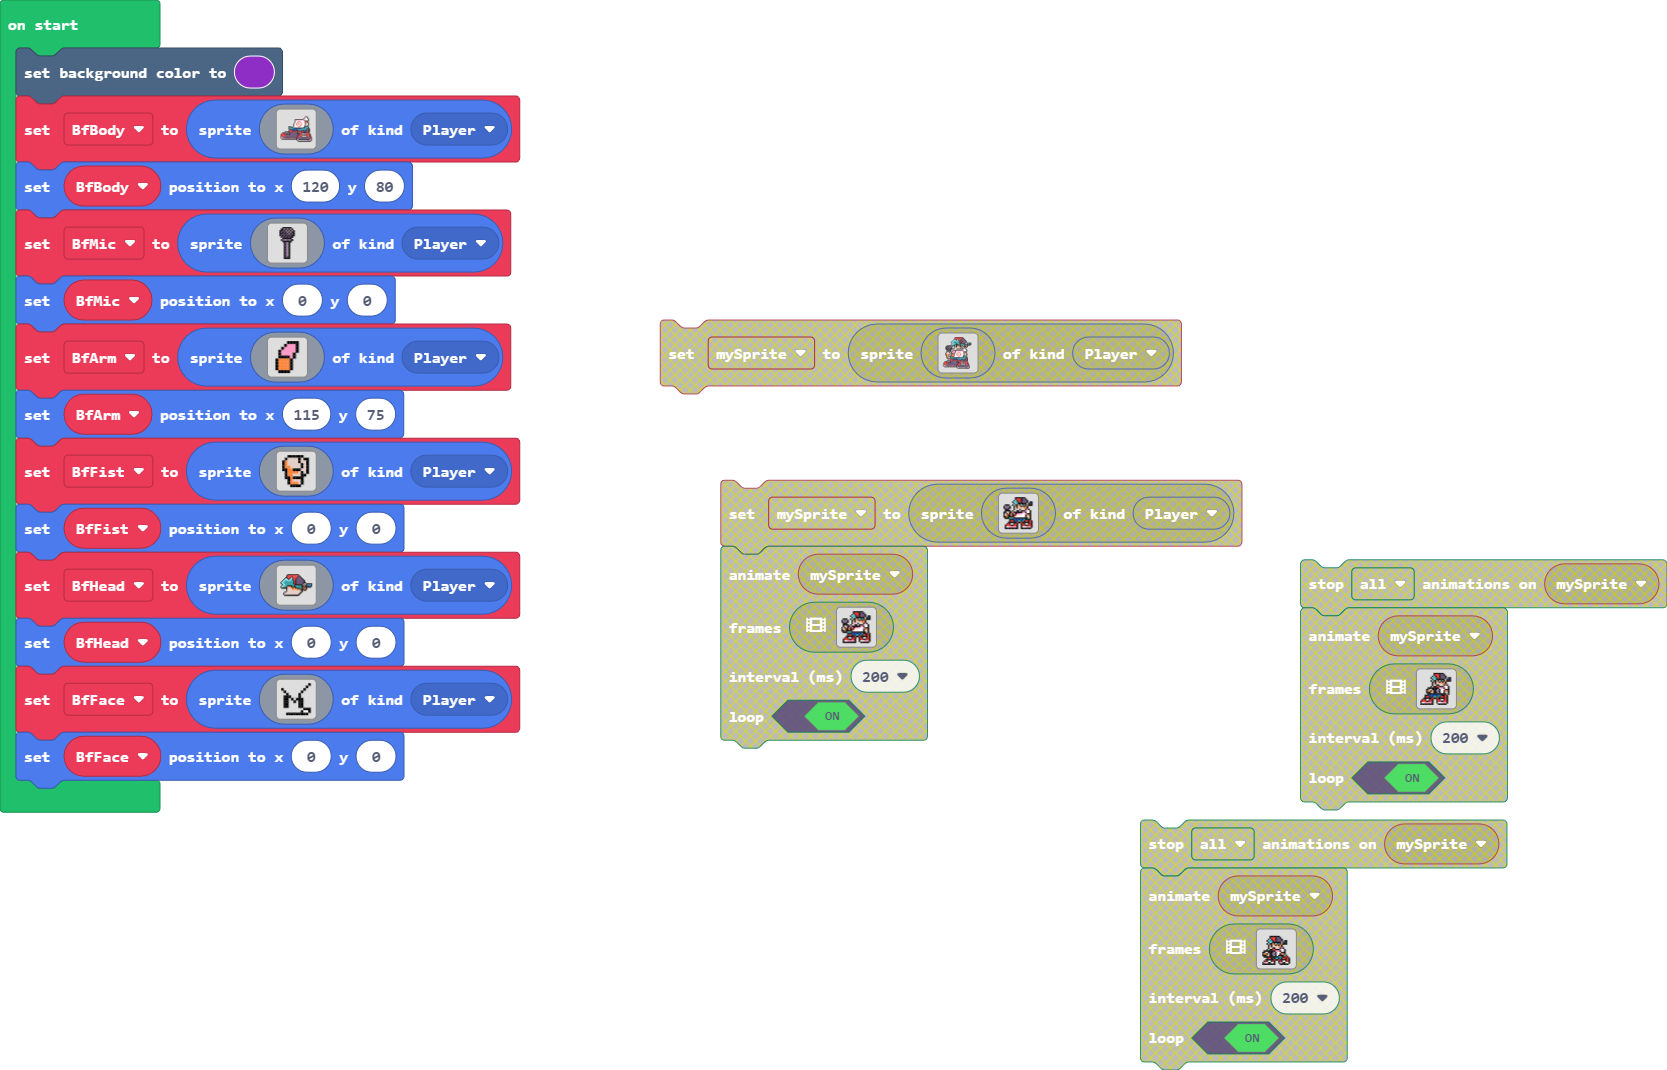 on start
set background color to
set BfBody to sprite of kind Player
set BfBody position to x 120 y 80
set BfMic to sprite of kind Player
set BfMic position to x 0 y 0
set BfArm to sprite of kind Player
set BfArm position to x 115 y 75
set BfFist to sprite of kind Player
set BfFist position to x 0 y 0
set BfHead to sprite of kind Player
set BfHead position to x 0 y 0
set BfFace to sprite of kind Player
set BfFace position to x 0 y 0
set mySprite to sprite of kind Player
set mySprite to sprite of kind Player
animate mySprite
frames
interval (ms) 200
loop ON
stop all animations on mySprite
animate mySprite
frames
interval (ms) 200
loop ON
stop all animations on mySprite
animate mySprite
frames
interval (ms) 200
loop ON